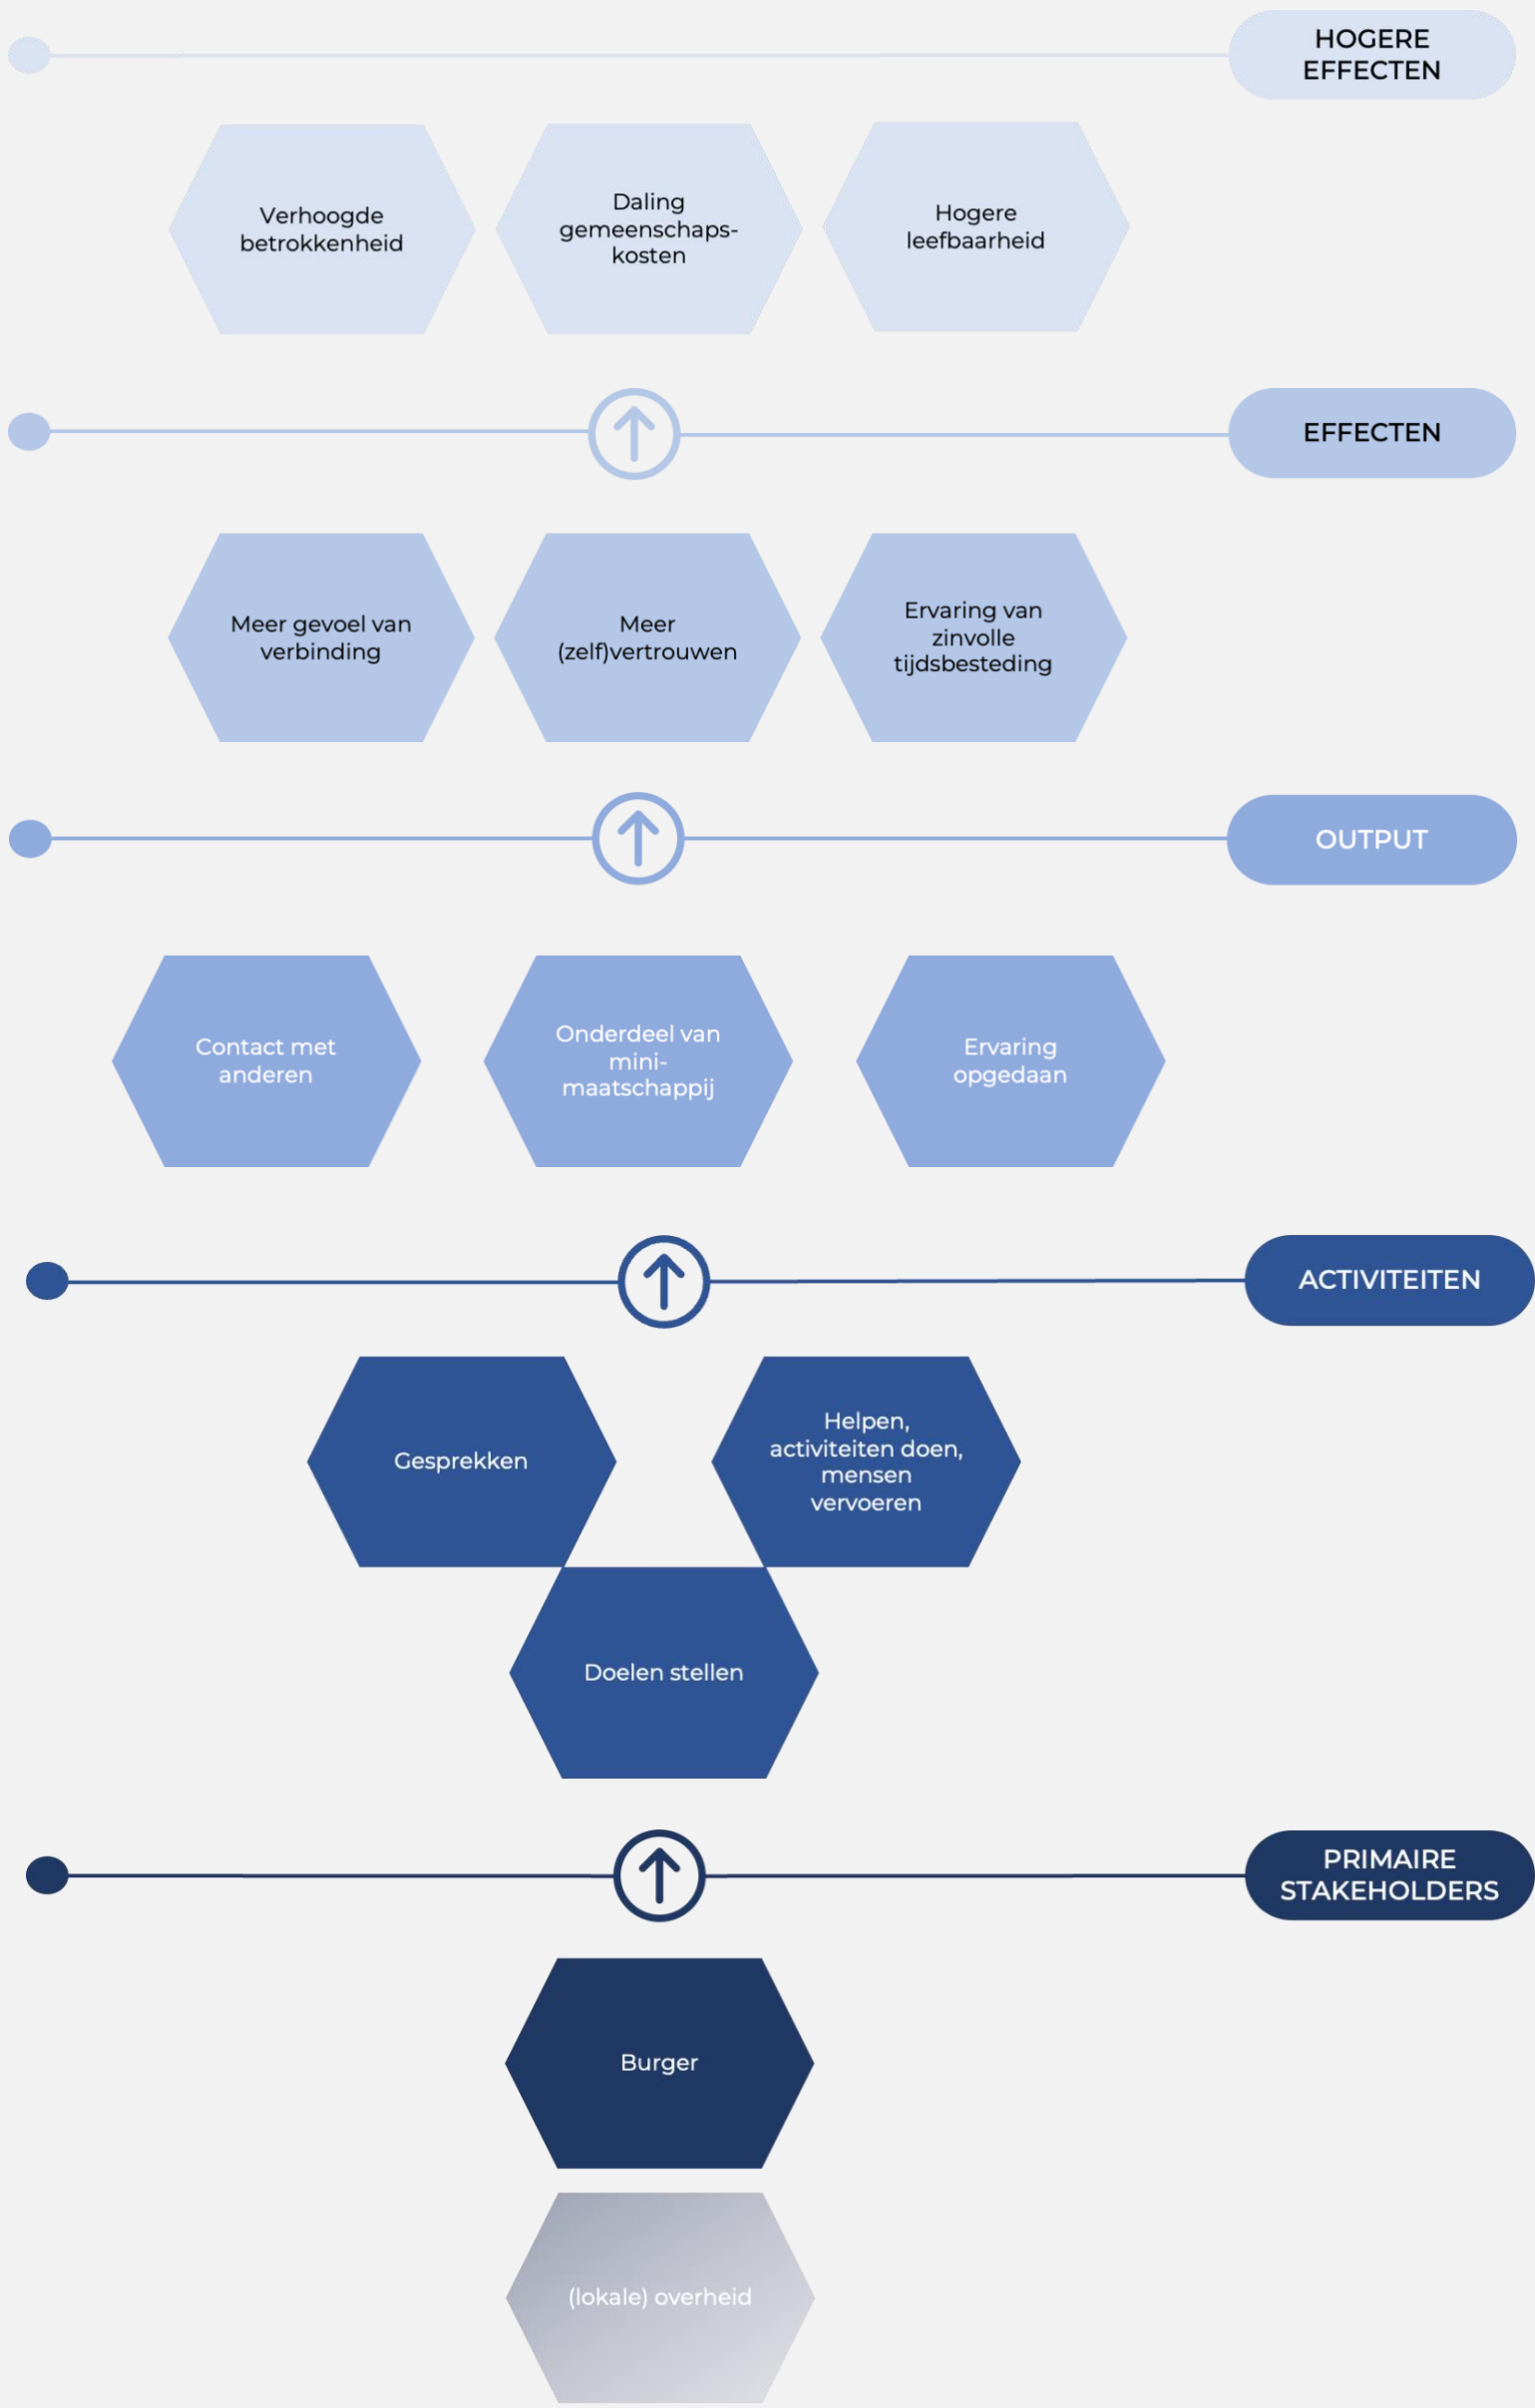 HOGERE
EFFECTEN
Verhoogde
betrokkenheid
Daling
gemeenschaps-
kosten
Hogere
leefbaarheid
EFFECTEN
Meer gevoel van
verbinding
Meer
(zelf)vertrouwen
Ervaring van
zinvolle
tijdsbesteding
OUTPUT
Contact met
anderen
Onderdeel van
mini-
maatschappij
Ervaring
opgedaan
ACTIVITEITEN
Gesprekken
Helpen,
activiteiten doen,
mensen
vervoeren
Doelen stellen
PRIMAIRE
STAKEHOLDERS
Burger
(lokale) overheid